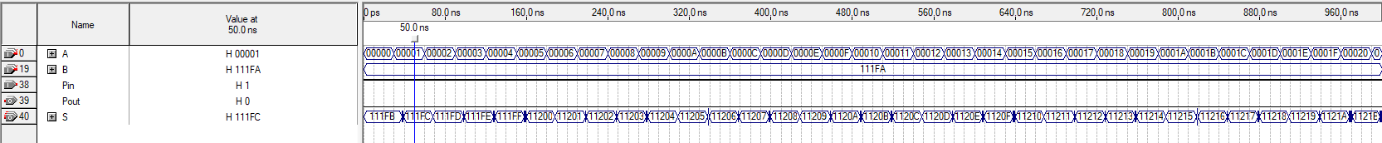 Name
Value at
50.0 ns
0 ps 80.0 ns 160.0 ns 240.0 ns 320.0 ns 400.0 ns 480.0 ns 560.0 ns 640.0 ns 720.0 ns 800.0 ns 880.0 ns 960.0 ns
50.0 ns
0 A H 00001 00000 00001 00002 00003 00004 00005 00006 00007 00008 00009 0000A 0000B 0000C 0000D 0000E 0000F 00010 00011 00012 00013 00014 00015 00016 00017 00018 00019 0001A 0001B 0001C 0001D 0001E 0001F 00020
19 B H 111FA 111FA
38 Pin H 1
39 Pout H 0
40 S H 111FC 111FB 111FC 111FD 111FE 111FF 11200 11201 11202 11203 11204 11205 11206 11207 11208 11209 1120A 1120B 1120C 1120D 1120E 1120F 11210 11211 11212 11213 11214 11215 11216 11217 11218 11219 1121A 1121B